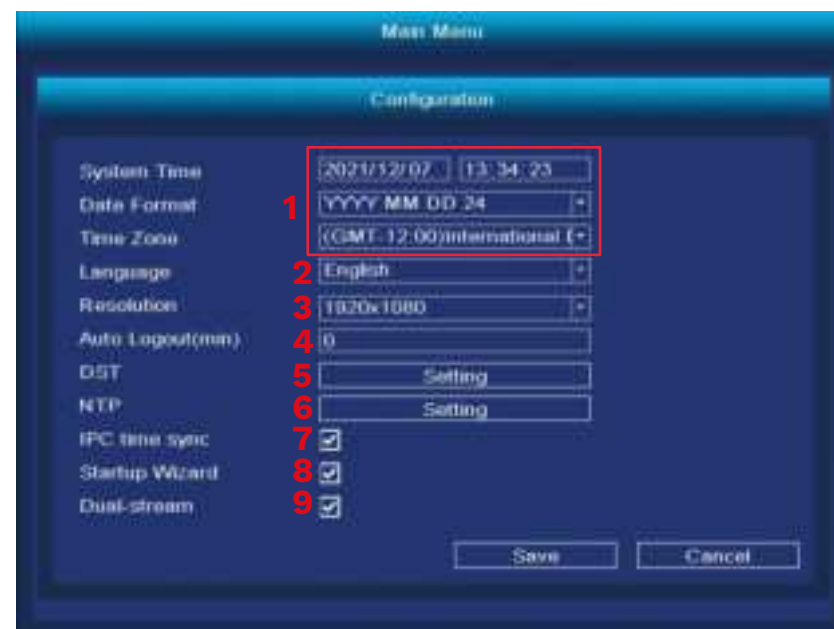 Main Menu
Configuration
System Time 2021/12/07 13:34:23
1 Date Format YYYY MM DD 24
Time Zone (GMT-12:00)International
2 Language English
3 Resolution 1920x1080
4 Auto Logout(min) 0
5 DST Setting
6 NTP Setting
7 IPC time sync
8 Startup Wizard
9 Dual-stream
Save Cancel